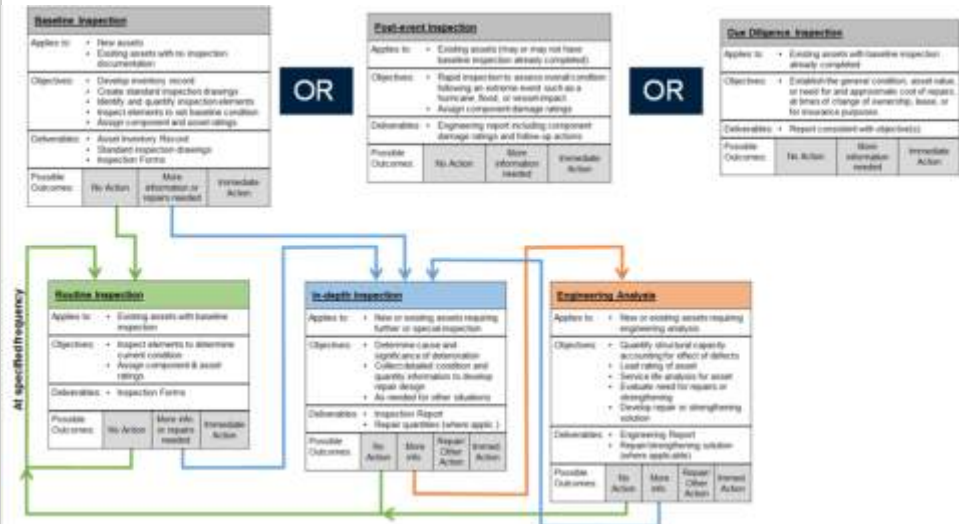 Baseline Inspection
Applies to:
• New assets
• Existing assets with no inspection
documentation
Objectives:
• Develop inventory record
• Create standard inspection drawings
• Identify and quantify inspection elements
• Inspect elements to set baseline condition
• Assign component and asset ratings
Deliverables:
• Asset Inventory Record
• Standard inspection drawings
• Inspection Forms
Possible
Outcomes:
No Action
More
information or
repairs needed
Immediate
Action
OR
Post-event Inspection
Applies to:
• Existing assets (may or may not have
baseline inspection already completed)
Objectives:
• Rapid inspection to assess overall condition
following an extreme event such as a
hurricane, flood, or vessel impact
• Assign component damage ratings
Deliverables:
• Engineering report including component
damage ratings and follow-up actions
Possible
Outcomes:
No Action
More
information
needed
Immediate
Action
OR
Due Diligence Inspection
Applies to:
• Existing assets with baseline inspection
already completed
Objectives:
• Establish the general condition, asset value,
or need for and approximate cost of repairs,
at times of change of ownership, lease, or
for insurance purposes
Deliverables:
• Report consistent with objective(s)
Possible
Outcomes:
No Action
More
information
needed
Immediate
Action
At specified frequency
Routine Inspection
Applies to:
• Existing assets with baseline
inspection
Objectives:
• Inspect elements to determine
current condition
• Assign component & asset
ratings
Deliverables:
• Inspection Forms
Possible
Outcomes:
No Action
More info
or repairs
needed
Immediate
Action
In-depth Inspection
Applies to:
• New or existing assets requiring
further or special inspection
Objectives:
• Determine cause and
significance of deterioration
• Collect detailed condition and
quantity information to develop
repair design
• As needed for other situations
Deliverables:
• Inspection Report
• Repair quantities (where applic.)
Possible
Outcomes:
No
Action
More
info
Repair/
Other
Action
Immed.
Action
Engineering Analysis
Applies to:
• New or existing assets requiring
engineering analysis
Objectives:
• Quantify structural capacity
accounting for effect of defects
• Load rating of asset
• Service life analysis for asset
• Evaluate need for repairs or
strengthening
• Develop repair or strengthening
solution
Deliverables:
• Engineering Report
• Repair/strengthening solution
(where applicable)
Possible
Outcomes:
No
Action
More
info.
Repair/
Other
Action
Immed.
Action